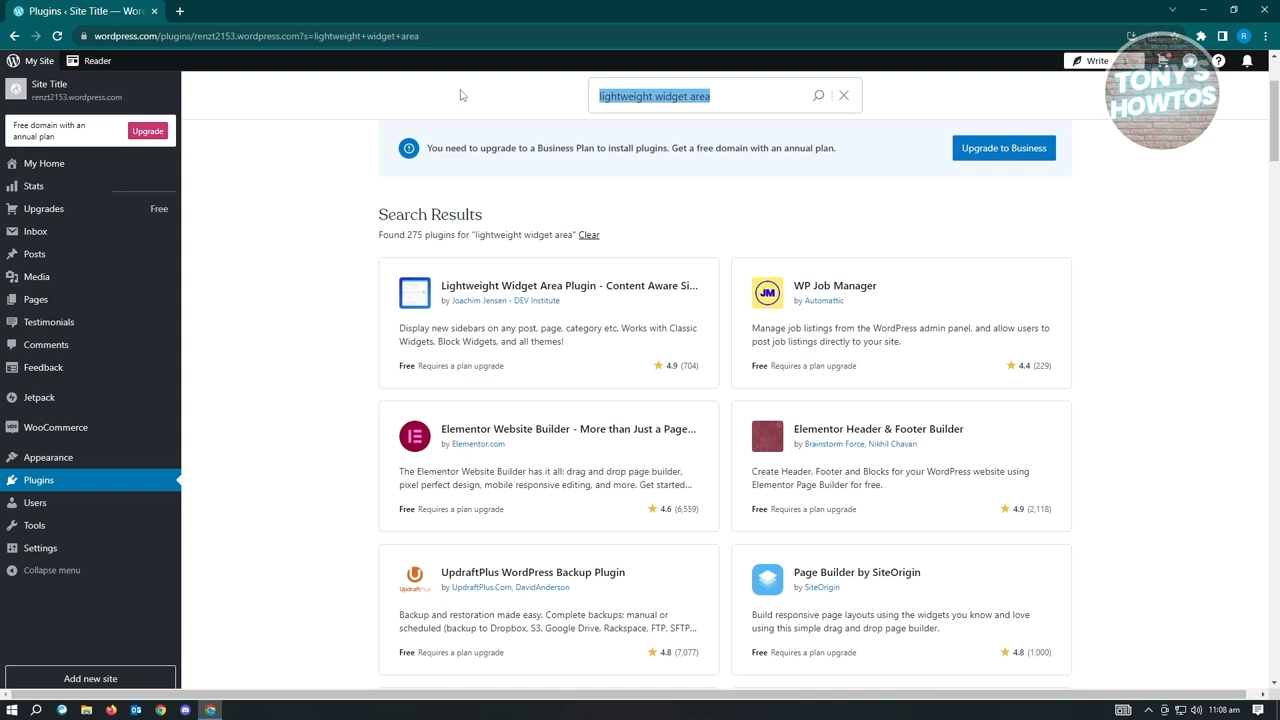 Plugins ‹ Site Title — WordPress.com
wordpress.com/plugins/renzt2153.wordpress.com?s=lightweight+widget+area
R
My Site
Reader
Write
TONY'S
HOWTOS
Site Title
renzt2153.wordpress.com
Free domain with an
annual plan
Upgrade
My Home
Stats
Upgrades
Free
Inbox
Posts
Media
Pages
Testimonials
Comments
Feedback
Jetpack
WooCommerce
Appearance
Plugins
Users
Tools
Settings
Collapse menu
Add new site
lightweight widget area
You need to upgrade to a Business Plan to install plugins. Get a free domain with an annual plan.
Upgrade to Business
Search Results
Found 275 plugins for "lightweight widget area" Clear
Lightweight Widget Area Plugin - Content Aware Si...
by Joachim Jensen - DEV Institute
Display new sidebars on any post, page, category etc. Works with Classic
Widgets, Block Widgets, and all themes!
Free Requires a plan upgrade
4.9 (704)
JM
WP Job Manager
by Automattic
Manage job listings from the WordPress admin panel, and allow users to
post job listings directly to your site.
Free Requires a plan upgrade
4.4 (229)
Elementor Website Builder - More than Just a Page...
by Elementor.com
The Elementor Website Builder has it all: drag and drop page builder,
pixel perfect design, mobile responsive editing, and more. Get started...
Free Requires a plan upgrade
4.6 (6,559)
Elementor Header & Footer Builder
by Brainstorm Force, Nikhil Chavan
Create Header, Footer and Blocks for your WordPress website using
Elementor Page Builder for free.
Free Requires a plan upgrade
4.9 (2,118)
UpdraftPlus
UpdraftPlus WordPress Backup Plugin
by UpdraftPlus.Com, DavidAnderson
Backup and restoration made easy. Complete backups; manual or
scheduled (backup to Dropbox, S3, Google Drive, Rackspace, FTP, SFTP...
Free Requires a plan upgrade
4.8 (7,077)
Page Builder by SiteOrigin
by SiteOrigin
Build responsive page layouts using the widgets you know and love
using this simple drag and drop page builder.
Free Requires a plan upgrade
4.8 (1,000)
11:08 am